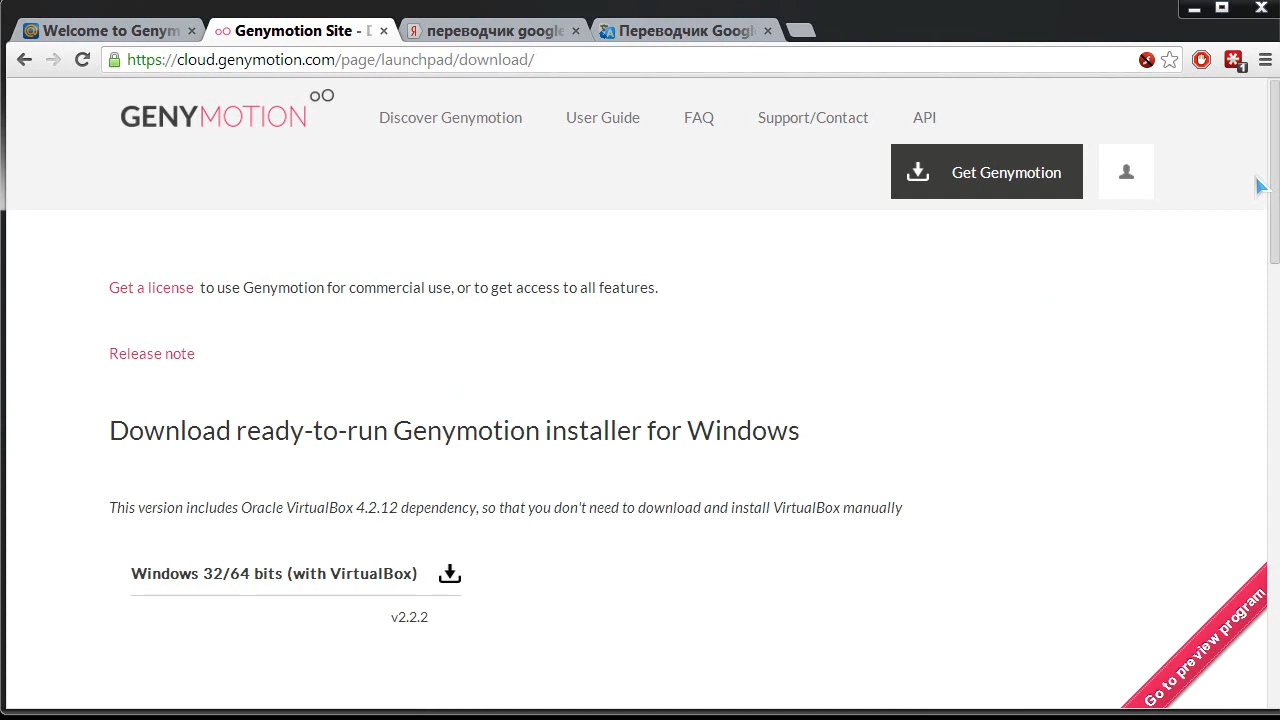 Welcome to Genym
Genymotion Site - D
переводчик google
Переводчик Googl
https://cloud.genymotion.com/page/launchpad/download/
1
GENYMOTION
Discover Genymotion
User Guide
FAQ
Support/Contact
API
Get Genymotion
Get a license to use Genymotion for commercial use, or to get access to all features.
Release note
Download ready-to-run Genymotion installer for Windows
This version includes Oracle VirtualBox 4.2.12 dependency, so that you don't need to download and install VirtualBox manually
Windows 32/64 bits (with VirtualBox)
v2.2.2
Go to preview program